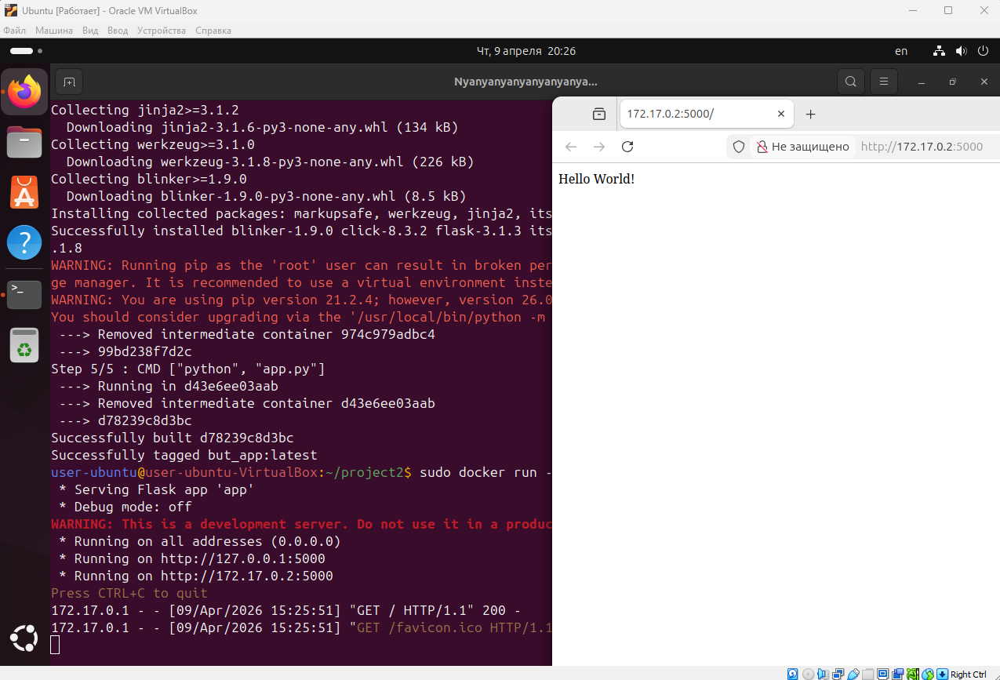 Ubuntu [Работает] - Oracle VM VirtualBox
Файл Машина Вид Ввод Устройства Справка
Чт, 9 апреля 20:26
en
Nyanyanyanyanyanyanya...
Collecting jinja2>=3.1.2
  Downloading jinja2-3.1.6-py3-none-any.whl (134 kB)
Collecting werkzeug>=3.1.0
  Downloading werkzeug-3.1.8-py3-none-any.whl (226 kB)
Collecting blinker>=1.9.0
  Downloading blinker-1.9.0-py3-none-any.whl (8.5 kB)
Installing collected packages: markupsafe, werkzeug, jinja2, its
Successfully installed blinker-1.9.0 click-8.3.2 flask-3.1.3 its
.1.8
WARNING: Running pip as the 'root' user can result in broken per
ge manager. It is recommended to use a virtual environment inste
WARNING: You are using pip version 21.2.4; however, version 26.0
You should consider upgrading via the '/usr/local/bin/python -m
 ---> Removed intermediate container 974c979adbc4
 ---> 99bd238f7d2c
Step 5/5 : CMD ["python", "app.py"]
 ---> Running in d43e6ee03aab
 ---> Removed intermediate container d43e6ee03aab
 ---> d78239c8d3bc
Successfully built d78239c8d3bc
Successfully tagged but_app:latest
user-ubuntu@user-ubuntu-VirtualBox:~/project2$ sudo docker run -
 * Serving Flask app 'app'
 * Debug mode: off
WARNING: This is a development server. Do not use it in a produc
 * Running on all addresses (0.0.0.0)
 * Running on http://127.0.0.1:5000
 * Running on http://172.17.0.2:5000
Press CTRL+C to quit
172.17.0.1 - - [09/Apr/2026 15:25:51] "GET / HTTP/1.1" 200 -
172.17.0.1 - - [09/Apr/2026 15:25:51] "GET /favicon.ico HTTP/1.1
172.17.0.2:5000/
Не защищено
http://172.17.0.2:5000
Hello World!
Right Ctrl